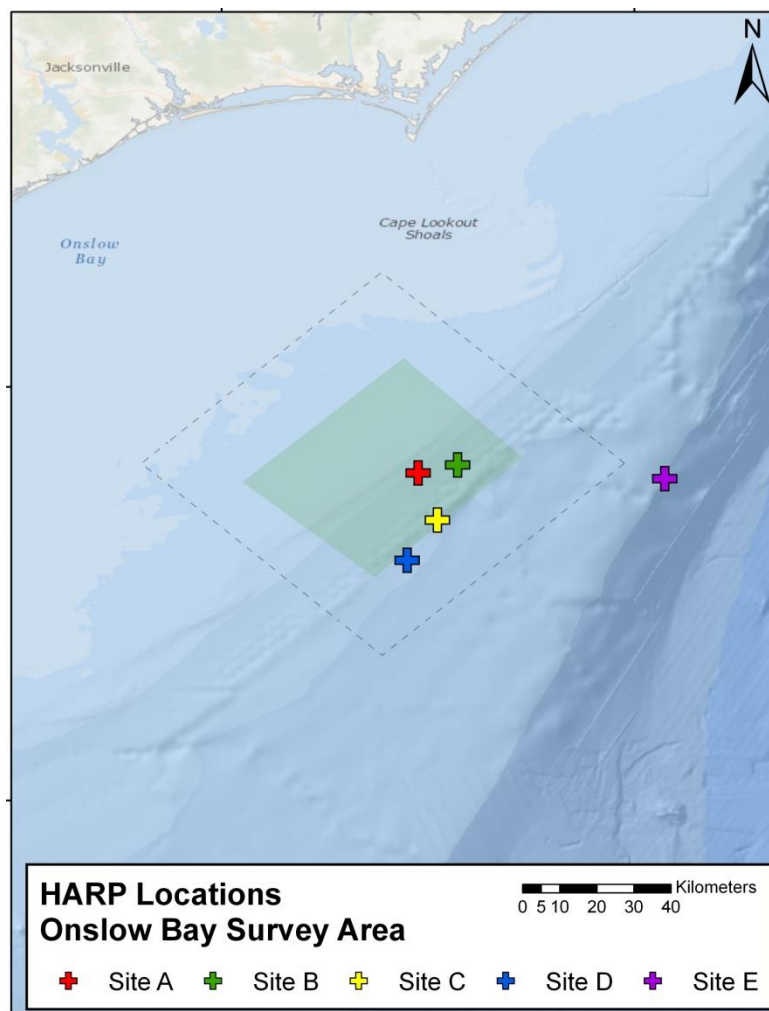 N
Jacksonville
Cape Lookout
Shoals
Onslow
Bay
HARP Locations
Onslow Bay Survey Area
Kilometers
0 5 10 20 30 40
Site A Site B Site C Site D Site E